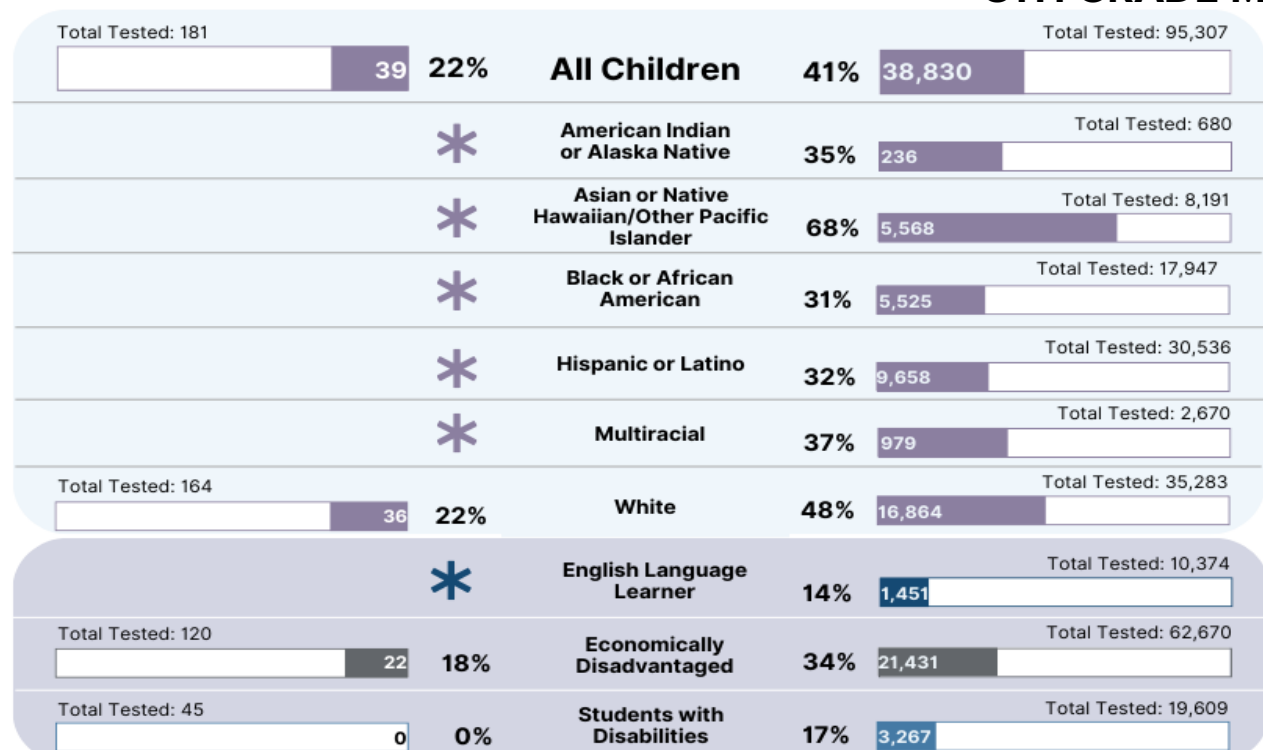 Total Tested: 181
Total Tested: 95,307
39 22% All Children 41% 38,830
American Indian
or Alaska Native
Total Tested: 680
35% 236
Asian or Native
Hawaiian/Other Pacific
Islander
Total Tested: 8,191
68% 5,568
Black or African
American
Total Tested: 17,947
31% 5,525
Hispanic or Latino
Total Tested: 30,536
32% 9,658
Multiracial
Total Tested: 2,670
37% 979
Total Tested: 164
Total Tested: 35,283
36 22% White 48% 16,864
English Language
Learner
Total Tested: 10,374
14% 1,451
Total Tested: 120
Total Tested: 62,670
22 18% Economically
Disadvantaged 34% 21,431
Total Tested: 45
Total Tested: 19,609
0 0% Students with
Disabilities 17% 3,267